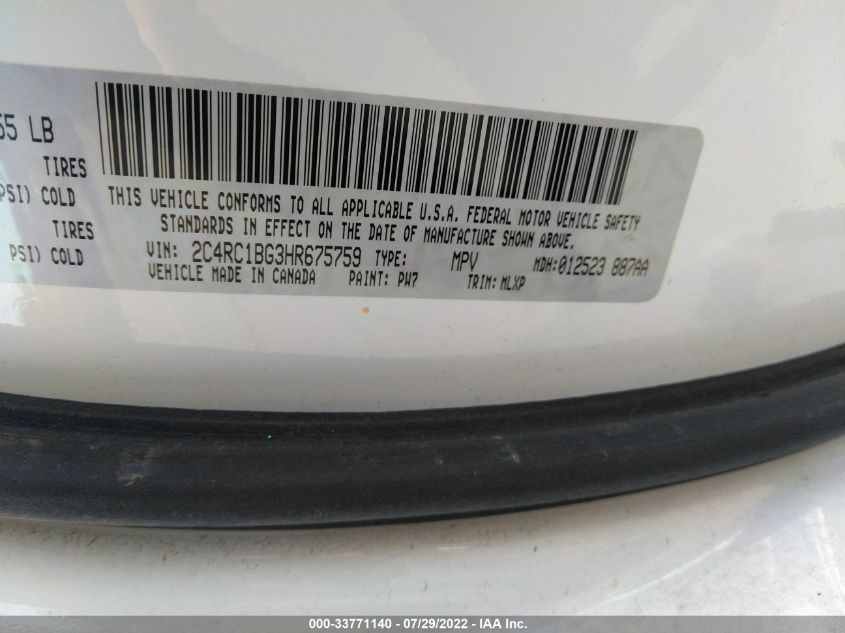 55 LB
TIRES
PSI) COLD
TIRES
PSI) COLD
THIS VEHICLE CONFORMS TO ALL APPLICABLE U.S.A. FEDERAL MOTOR VEHICLE SAFETY
STANDARDS IN EFFECT ON THE DATE OF MANUFACTURE SHOWN ABOVE.
VIN: 2C4RC1BG3HR675759 TYPE: MPV MDH:012523 887AA
VEHICLE MADE IN CANADA PAINT: PW7 TRIM: MLXP
000-33771140 - 07/29/2022 - IAA Inc.